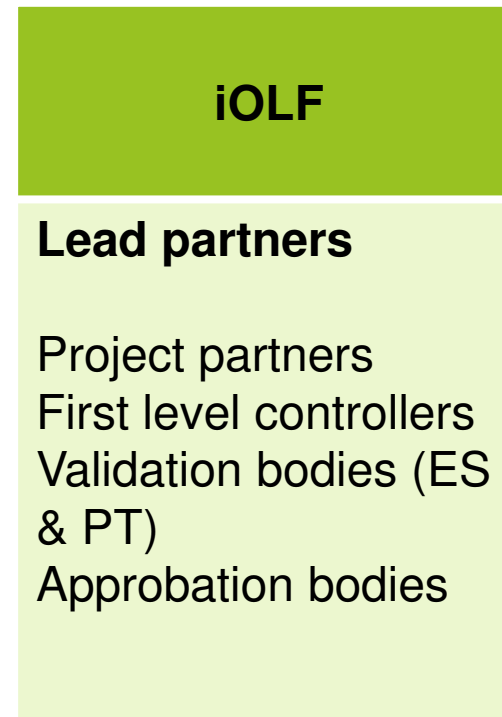 iOLF
Lead partners
Project partners
First level controllers
Validation bodies (ES
& PT)
Approbation bodies